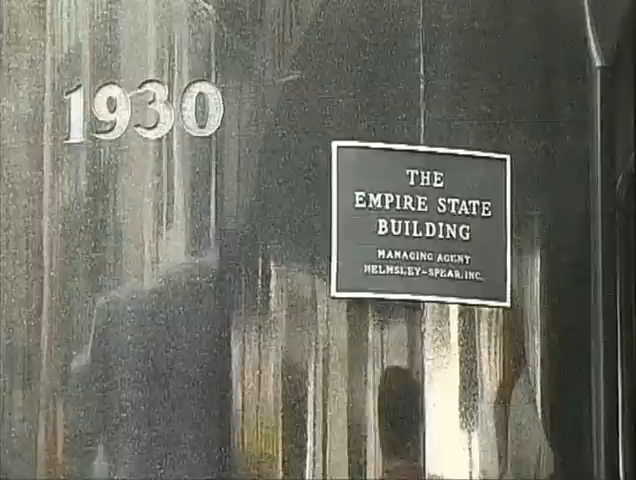 1930
THE
EMPIRE STATE
BUILDING
MANAGING AGENT
HELMSLEY-SPEAR, INC.